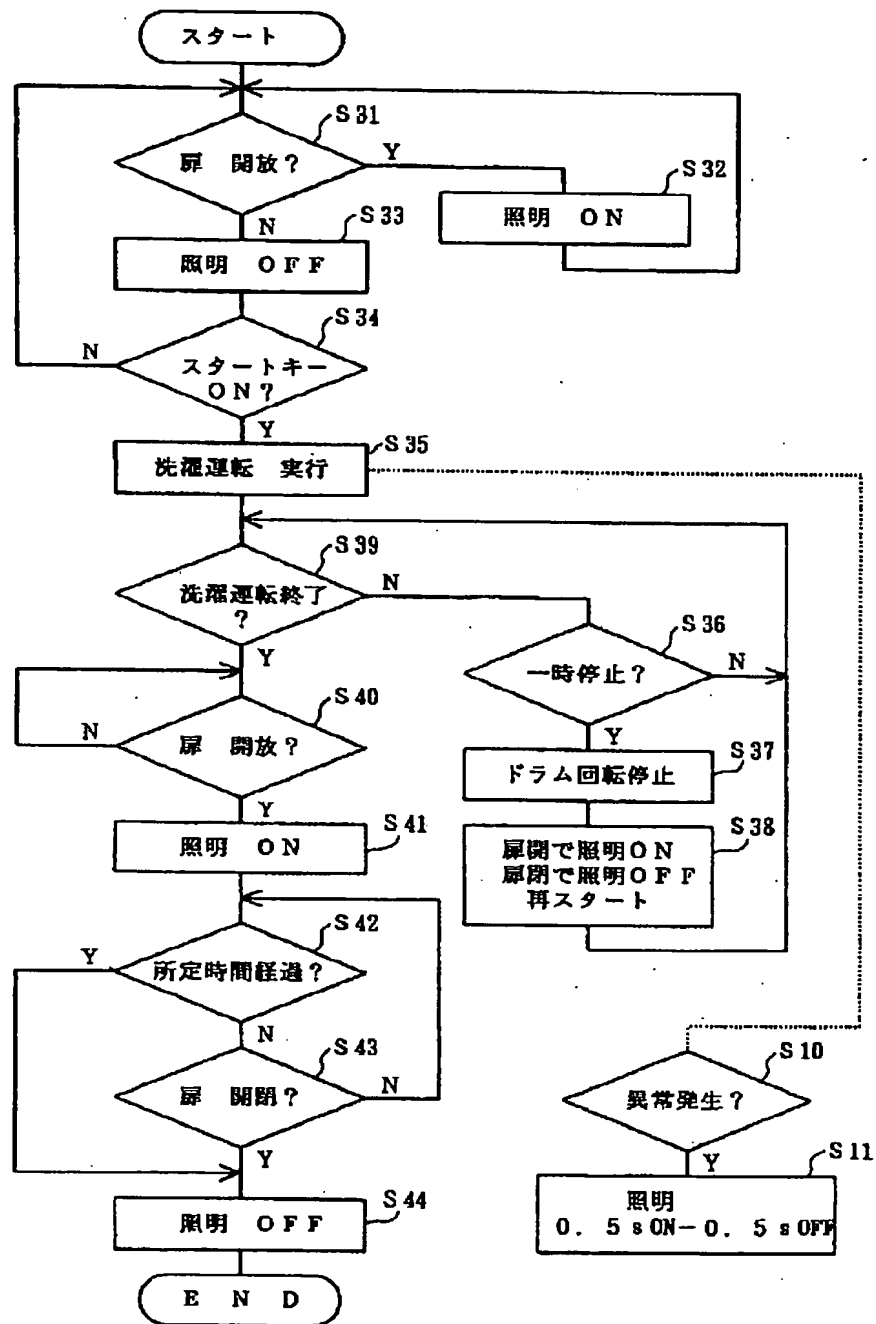 スタート
S31
扉 開放?
Y
S32
照明 ON
N
S33
照明 OFF
S34
スタートキー
ON?
N
Y
S35
洗濯運転 実行
S39
洗濯運転終了
?
N
Y
S36
一時停止?
N
Y
S37
ドラム回転停止
S38
扉開で照明ON
扉閉で照明OFF
再スタート
S40
扉 開放?
N
Y
S41
照明 ON
S42
所定時間経過?
Y
N
S43
扉 開閉?
N
Y
S44
照明 OFF
END
S10
異常発生?
Y
S11
照明
0.5sON-0.5sOFF